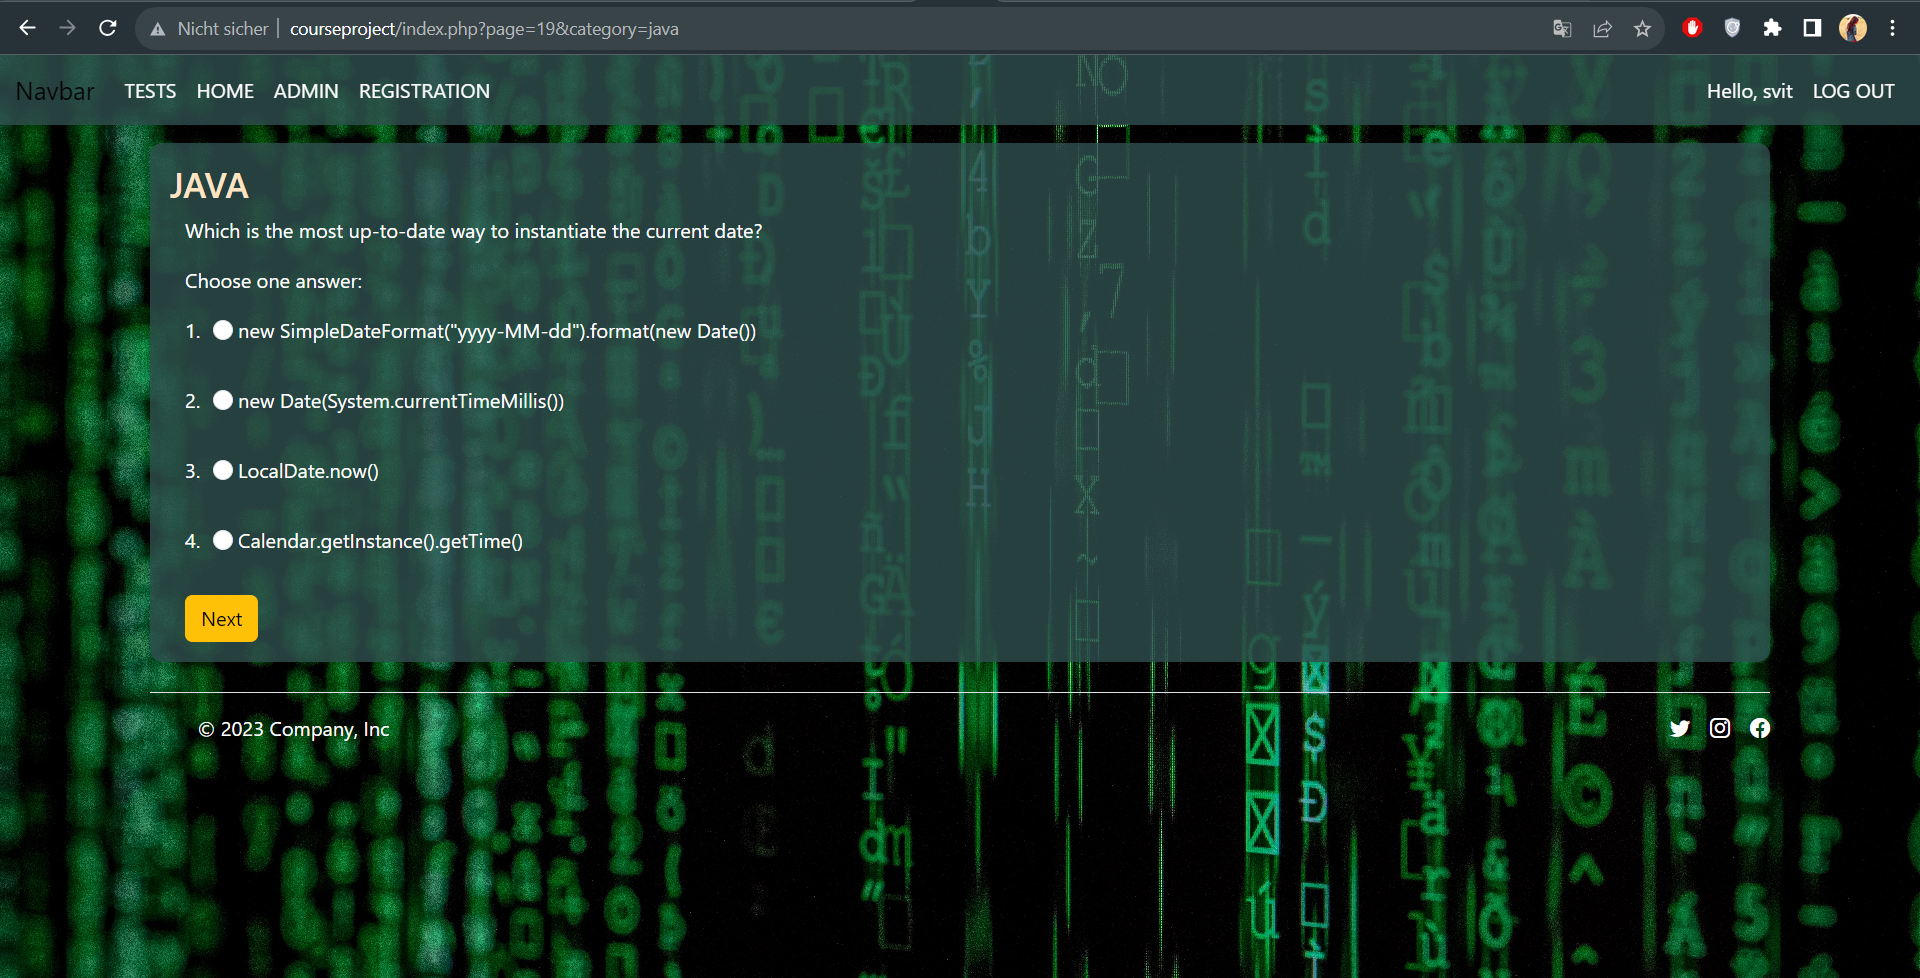 Nicht sicher courseproject/index.php?page=19&category=java
Navbar TESTS HOME ADMIN REGISTRATION Hello, svit LOG OUT
JAVA
Which is the most up-to-date way to instantiate the current date?
Choose one answer:
1. new SimpleDateFormat("yyyy-MM-dd").format(new Date())
2. new Date(System.currentTimeMillis())
3. LocalDate.now()
4. Calendar.getInstance().getTime()
Next
© 2023 Company, Inc